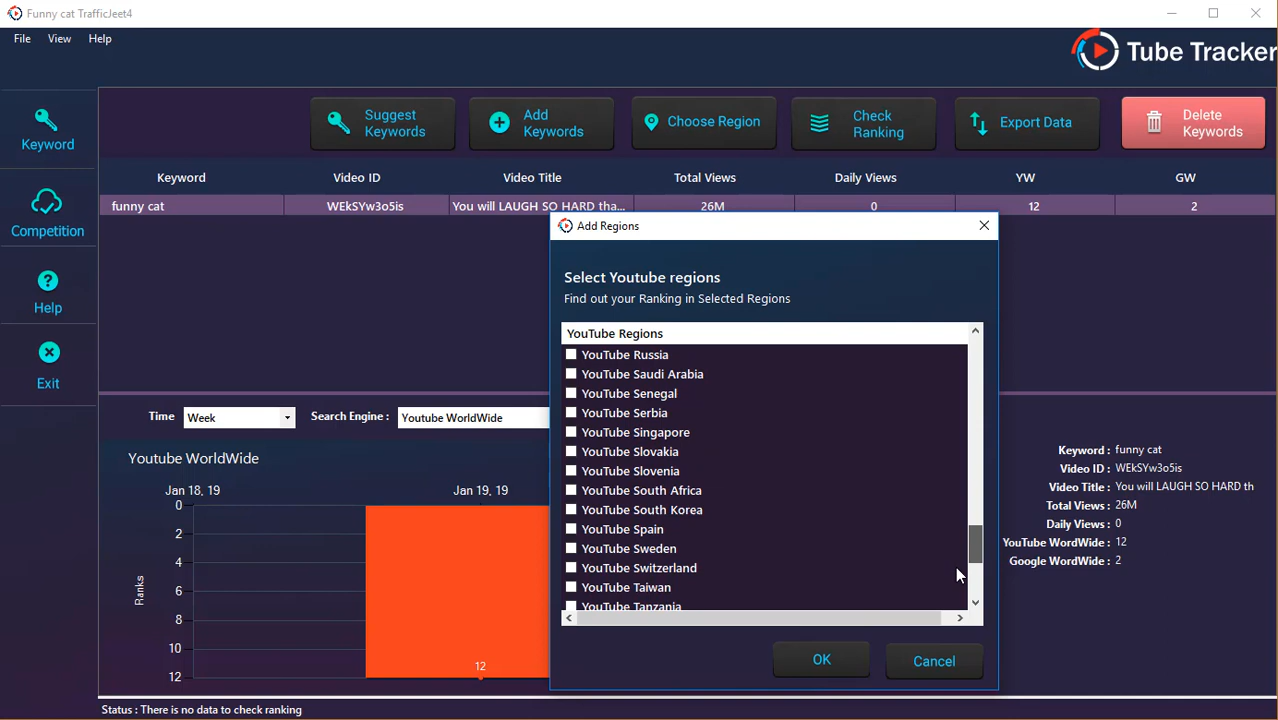 Funny cat TrafficJeet4
File View Help
Tube Tracker
Keyword
Competition
Help
Exit
Suggest Keywords
Add Keywords
Choose Region
Check Ranking
Export Data
Delete Keywords
Keyword Video ID Video Title Total Views Daily Views YW GW
funny cat WEkSYw3o5is You will LAUGH SO HARD tha... 26M 0 12 2
Add Regions
Select Youtube regions
Find out your Ranking in Selected Regions
YouTube Regions
YouTube Russia
YouTube Saudi Arabia
YouTube Senegal
YouTube Serbia
YouTube Singapore
YouTube Slovakia
YouTube Slovenia
YouTube South Africa
YouTube South Korea
YouTube Spain
YouTube Sweden
YouTube Switzerland
YouTube Taiwan
YouTube Tanzania
OK Cancel
Time Week Search Engine : Youtube WorldWide
Youtube WorldWide
Jan 18, 19 Jan 19, 19
0
2
4
6
8
10
12
Ranks
12
Keyword : funny cat
Video ID : WEkSYw3o5is
Video Title : You will LAUGH SO HARD th
Total Views : 26M
Daily Views : 0
YouTube WordWide : 12
Google WordWide : 2
Status : There is no data to check ranking